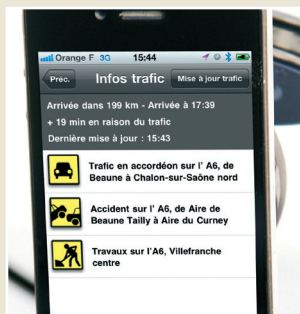 Orange F 3G 15:44
Préc. Infos trafic Mise à jour trafic
Arrivée dans 199 km - Arrivée à 17:39
+ 19 min en raison du trafic
Dernière mise à jour : 15:43
Trafic en accordéon sur l' A6, de
Beaune à Chalon-sur-Saône nord
Accident sur l' A6, de Aire de
Beaune Tailly à Aire du Curney
Travaux sur l'A6, Villefranche
centre